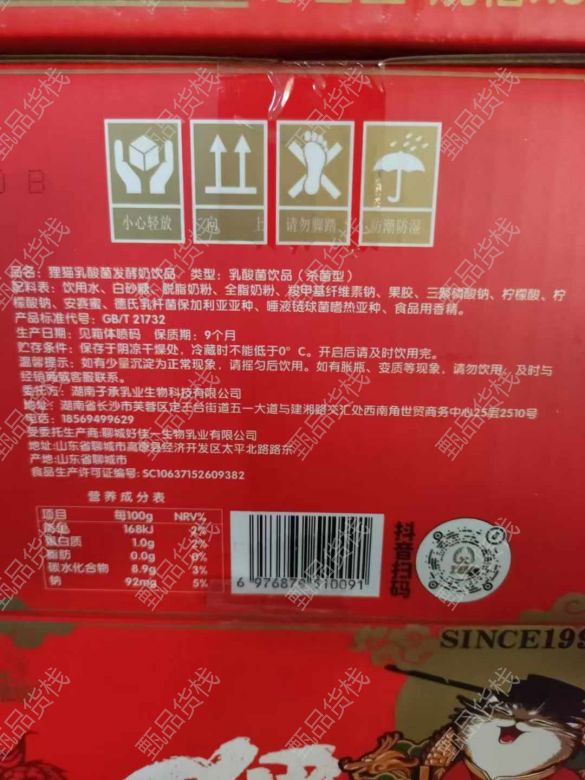 小心轻放
向 上
请勿脚踏
防潮防湿
品名：狸猫乳酸菌发酵奶饮品 类型：乳酸菌饮品（杀菌型）
配料表：饮用水、白砂糖、脱脂奶粉、全脂奶粉、羧甲基纤维素钠、果胶、三聚磷酸钠、柠檬酸、柠
檬酸钠、安赛蜜、德氏乳杆菌保加利亚亚种、唾液链球菌嗜热亚种、食品用香精。
产品标准代号：GB/T 21732
生产日期：见箱体喷码 保质期：9个月
贮存条件：保存于阴凉干燥处，冷藏时不能低于0°C。开启后请及时饮用完。
温馨提示：如有少量沉淀为正常现象，请摇匀后饮用。如有胀瓶、变质等现象，请勿饮用，及时与
经销商或客服联系。
委托方：湖南子承乳业生物科技有限公司
地址：湖南省长沙市芙蓉区定王台街道五一大道与建湘路交汇处西南角世贸商务中心25层2510号
电话：18569499629
受委托生产商：聊城好佳一生物乳业有限公司
地址：山东省聊城市高唐县经济开发区太平北路路东
产地：山东省聊城市
食品生产许可证编号：SC10637152609382
营养成分表
项目 每100g NRV%
能量 168kJ 2%
蛋白质 1.0g 2%
脂肪 0.0g 0%
碳水化合物 8.9g 3%
钠 92mg 5%
抖音扫码
SINCE199
甄品货栈